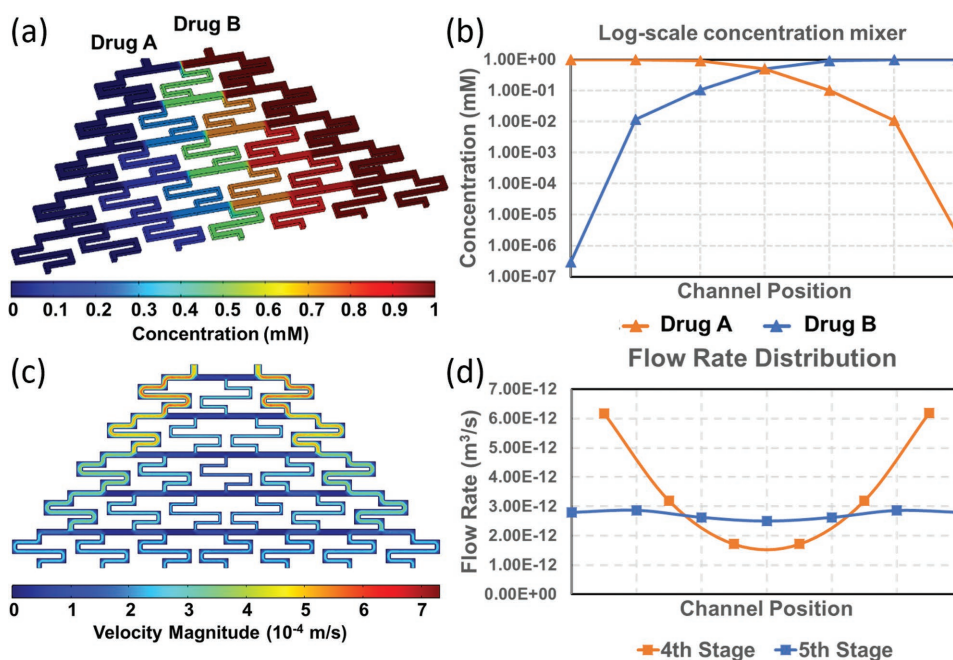 (a)
Drug A
Drug B
0 0.1 0.2 0.3 0.4 0.5 0.6 0.7 0.8 0.9 1
Concentration (mM)
(b)
Log-scale concentration mixer
Concentration (mM)
1.00E+00
1.00E-01
1.00E-02
1.00E-03
1.00E-04
1.00E-05
1.00E-06
1.00E-07
Channel Position
Drug A Drug B
(c)
0 1 2 3 4 5 6 7
Velocity Magnitude (10⁻⁴ m/s)
(d)
Flow Rate Distribution
Flow Rate (m³/s)
7.00E-12
6.00E-12
5.00E-12
4.00E-12
3.00E-12
2.00E-12
1.00E-12
0.00E+00
Channel Position
4th Stage 5th Stage